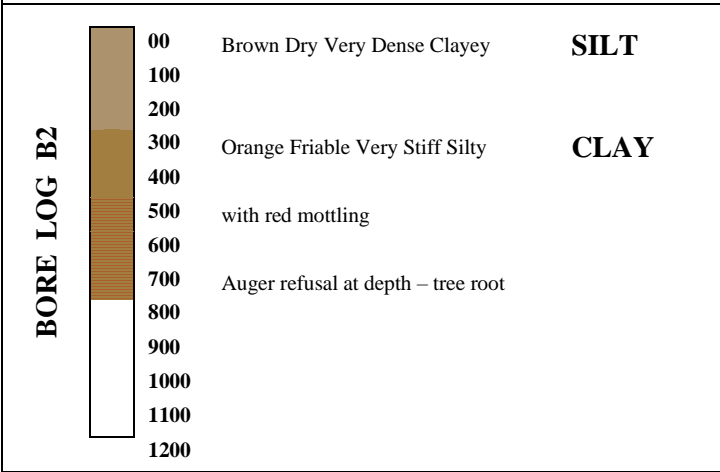 BORE LOG B2
00 Brown Dry Very Dense Clayey SILT
100
200
300 Orange Friable Very Stiff Silty CLAY
400
500 with red mottling
600
700 Auger refusal at depth – tree root
800
900
1000
1100
1200